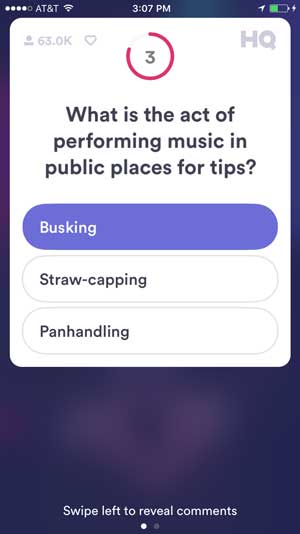 AT&T 3:07 PM
63.0K 3 HQ
What is the act of
performing music in
public places for tips?
Busking
Straw-capping
Panhandling
Swipe left to reveal comments